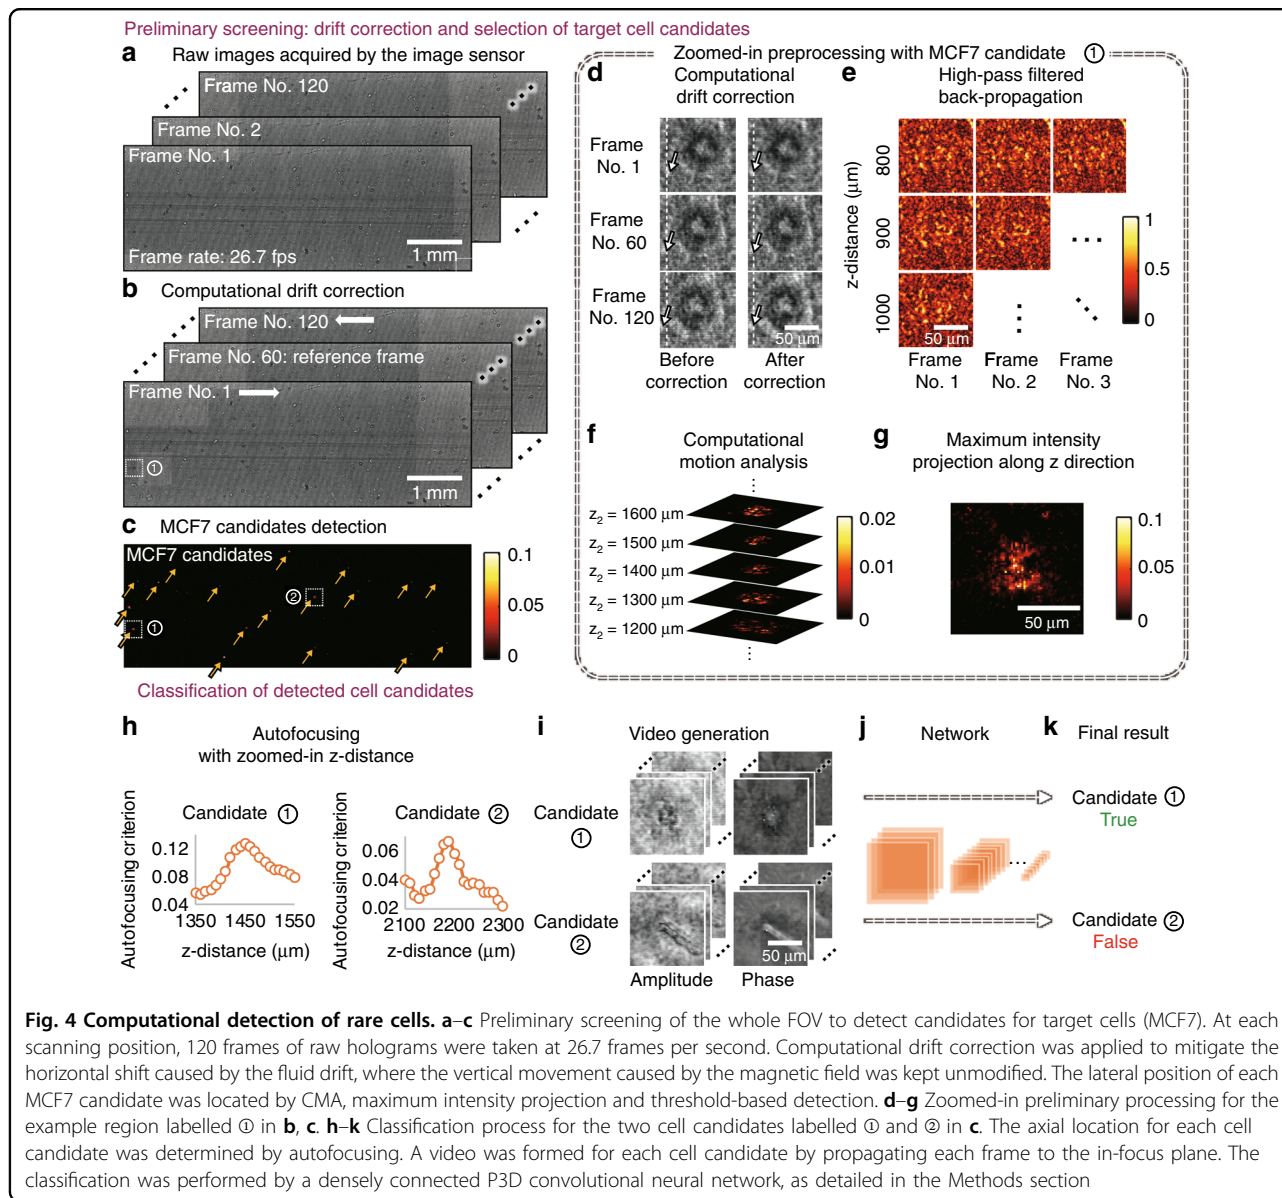 Preliminary screening: drift correction and selection of target cell candidates
a Raw images acquired by the image sensor
Frame No. 120
Frame No. 2
Frame No. 1
Frame rate: 26.7 fps
1 mm
b Computational drift correction
Frame No. 120
Frame No. 60: reference frame
Frame No. 1
①
1 mm
c MCF7 candidates detection
MCF7 candidates
②
①
0.1
0.05
0
Zoomed-in preprocessing with MCF7 candidate ①
d Computational
drift correction
Frame
No. 1
Frame
No. 60
Frame
No. 120
50 μm
Before
correction
After
correction
e High-pass filtered
back-propagation
z-distance (μm)
800
900
1000
50 μm
Frame
No. 1
Frame
No. 2
Frame
No. 3
1
0.5
0
f Computational
motion analysis
z2 = 1600 μm
z2 = 1500 μm
z2 = 1400 μm
z2 = 1300 μm
z2 = 1200 μm
0.02
0.01
0
g Maximum intensity
projection along z direction
50 μm
0.1
0.05
0
Classification of detected cell candidates
h Autofocusing
with zoomed-in z-distance
Candidate ①
Autofocusing criterion
0.12
0.08
0.04
1350 1450 1550
z-distance (μm)
Candidate ②
Autofocusing criterion
0.06
0.04
0.02
2100 2200 2300
z-distance (μm)
i Video generation
Candidate
①
Candidate
②
50 μm
Amplitude Phase
j Network
k Final result
Candidate ①
True
Candidate ②
False
Fig. 4 Computational detection of rare cells. a–c Preliminary screening of the whole FOV to detect candidates for target cells (MCF7). At each
scanning position, 120 frames of raw holograms were taken at 26.7 frames per second. Computational drift correction was applied to mitigate the
horizontal shift caused by the fluid drift, where the vertical movement caused by the magnetic field was kept unmodified. The lateral position of each
MCF7 candidate was located by CMA, maximum intensity projection and threshold-based detection. d–g Zoomed-in preliminary processing for the
example region labelled ① in b, c. h–k Classification process for the two cell candidates labelled ① and ② in c. The axial location for each cell
candidate was determined by autofocusing. A video was formed for each cell candidate by propagating each frame to the in-focus plane. The
classification was performed by a densely connected P3D convolutional neural network, as detailed in the Methods section